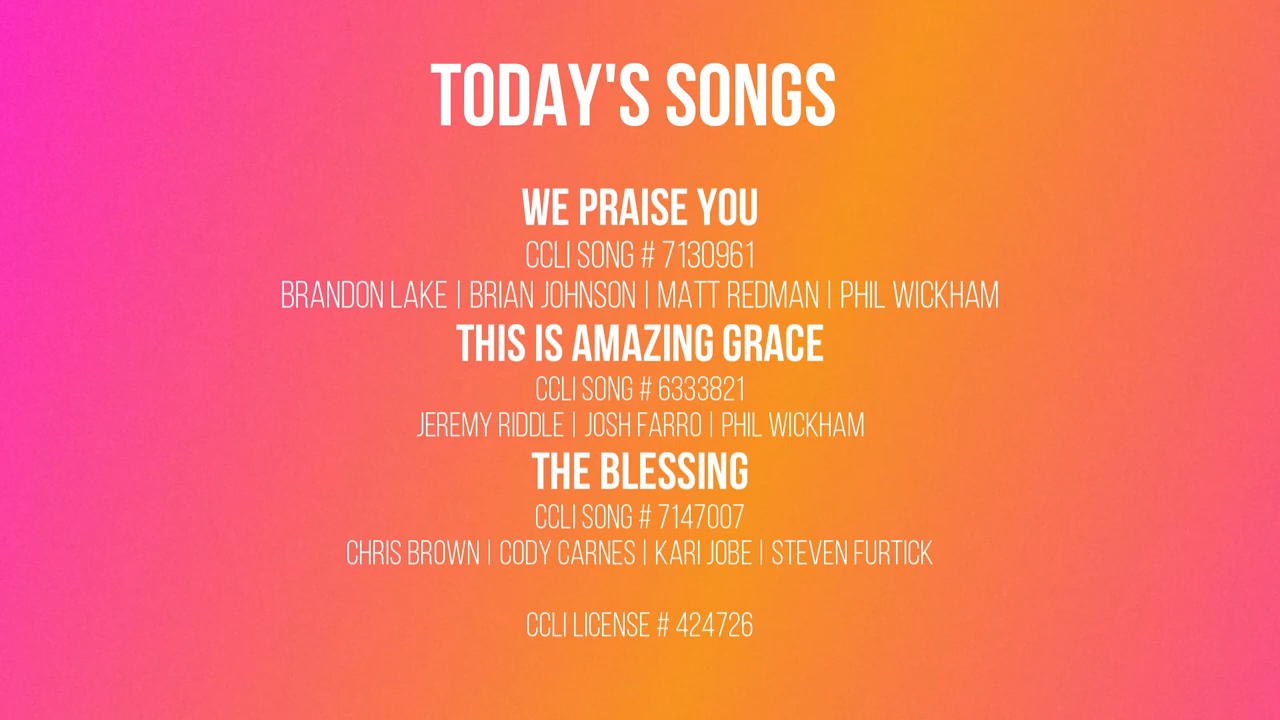 TODAY'S SONGS
WE PRAISE YOU
CCLI SONG # 7130961
BRANDON LAKE | BRIAN JOHNSON | MATT REDMAN | PHIL WICKHAM
THIS IS AMAZING GRACE
CCLI SONG # 6333821
JEREMY RIDDLE | JOSH FARRO | PHIL WICKHAM
THE BLESSING
CCLI SONG # 7147007
CHRIS BROWN | CODY CARNES | KARI JOBE | STEVEN FURTICK
CCLI LICENSE # 424726